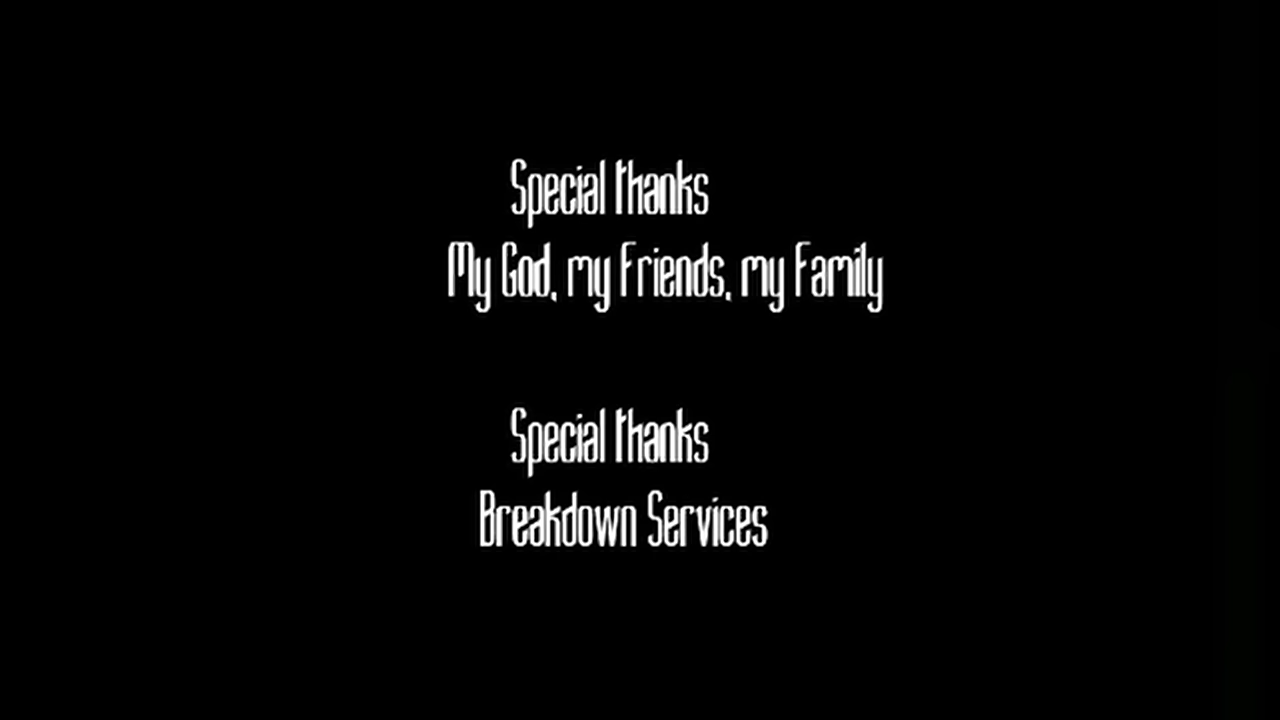 Special thanks
My God, my Friends, my Family
Special thanks
Breakdown Services